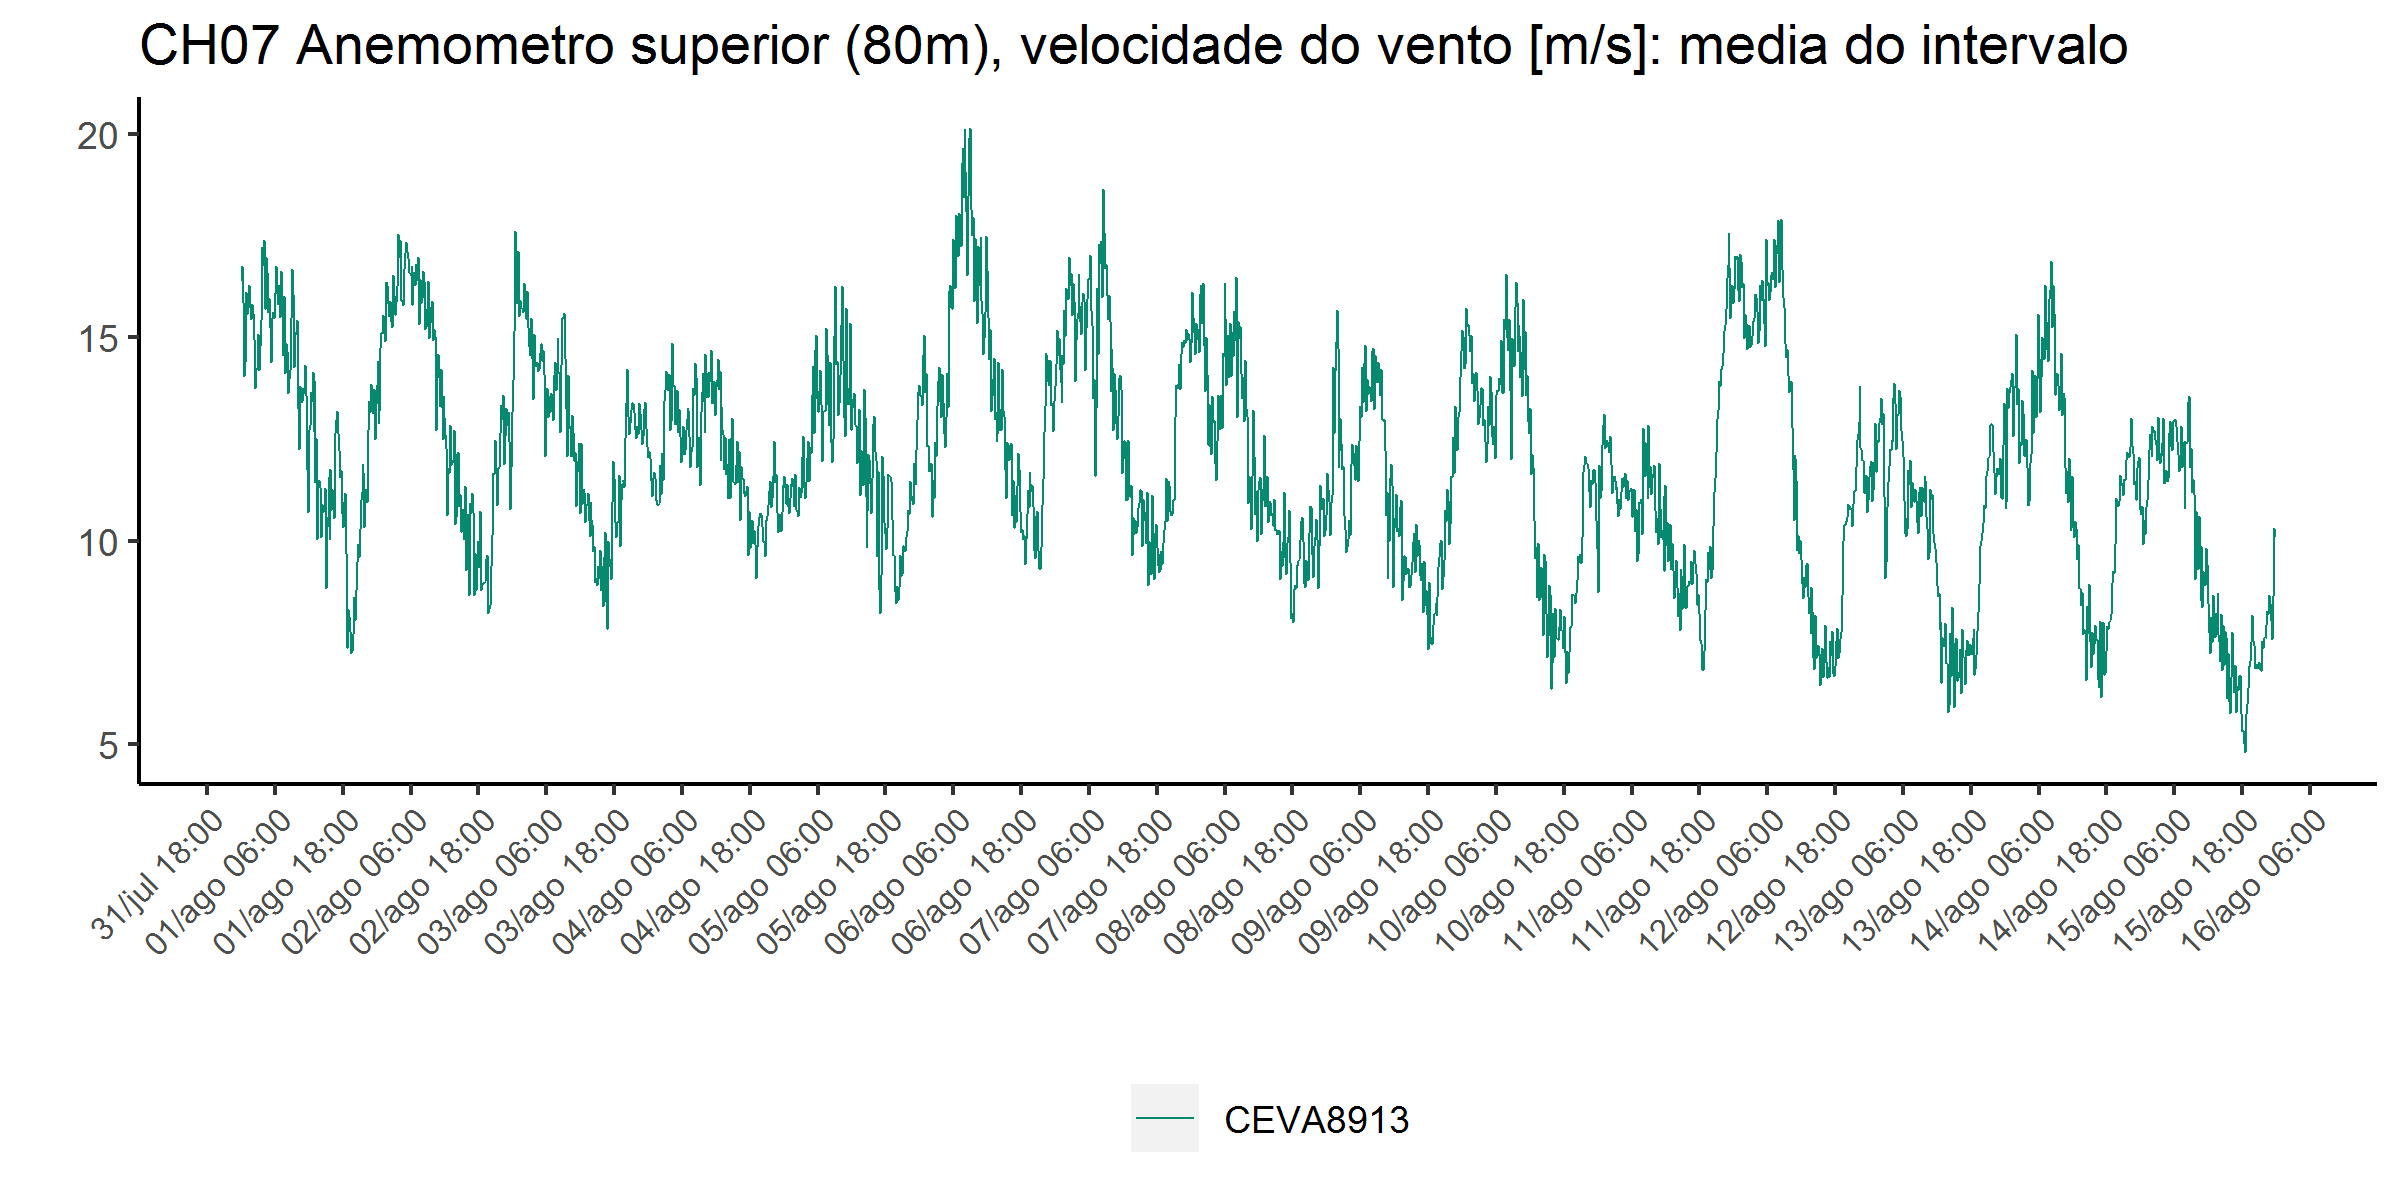 CH07 Anemometro superior (80m), velocidade do vento [m/s]: media do intervalo
20
15
10
5
31/jul 18:00
01/ago 06:00
01/ago 18:00
02/ago 06:00
02/ago 18:00
03/ago 06:00
03/ago 18:00
04/ago 06:00
04/ago 18:00
05/ago 06:00
05/ago 18:00
06/ago 06:00
06/ago 18:00
07/ago 06:00
07/ago 18:00
08/ago 06:00
08/ago 18:00
09/ago 06:00
09/ago 18:00
10/ago 06:00
10/ago 18:00
11/ago 06:00
11/ago 18:00
12/ago 06:00
12/ago 18:00
13/ago 06:00
13/ago 18:00
14/ago 06:00
14/ago 18:00
15/ago 06:00
15/ago 18:00
16/ago 06:00
CEVA8913